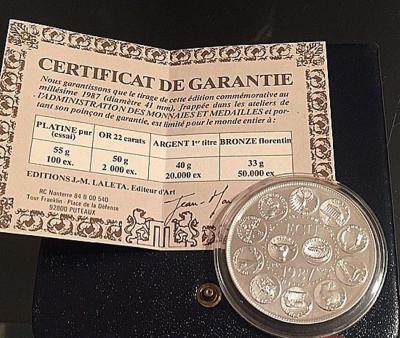 CERTIFICAT DE GARANTIE
Nous garantissons que le tirage de cette édition commémorative au
millésime 1987 (diamètre 41 mm), frappée dans les ateliers de
l'ADMINISTRATION DES MONNAIES ET MEDAILLES et por-
tant son poinçon de garantie, est limité pour le monde entier à :
PLATINE pur (essai) OR 22 carats ARGENT 1er titre BRONZE florentin
55 g 50 g 40 g 33 g
100 ex. 2 000 ex. 20.000 ex. 50.000 ex.
EDITIONS J.-M. LALETA. Editeur d'Art
RC Nanterre 84 B 00 540
Tour Franklin - Place de la Défense
92800 PUTEAUX
ECU
1987